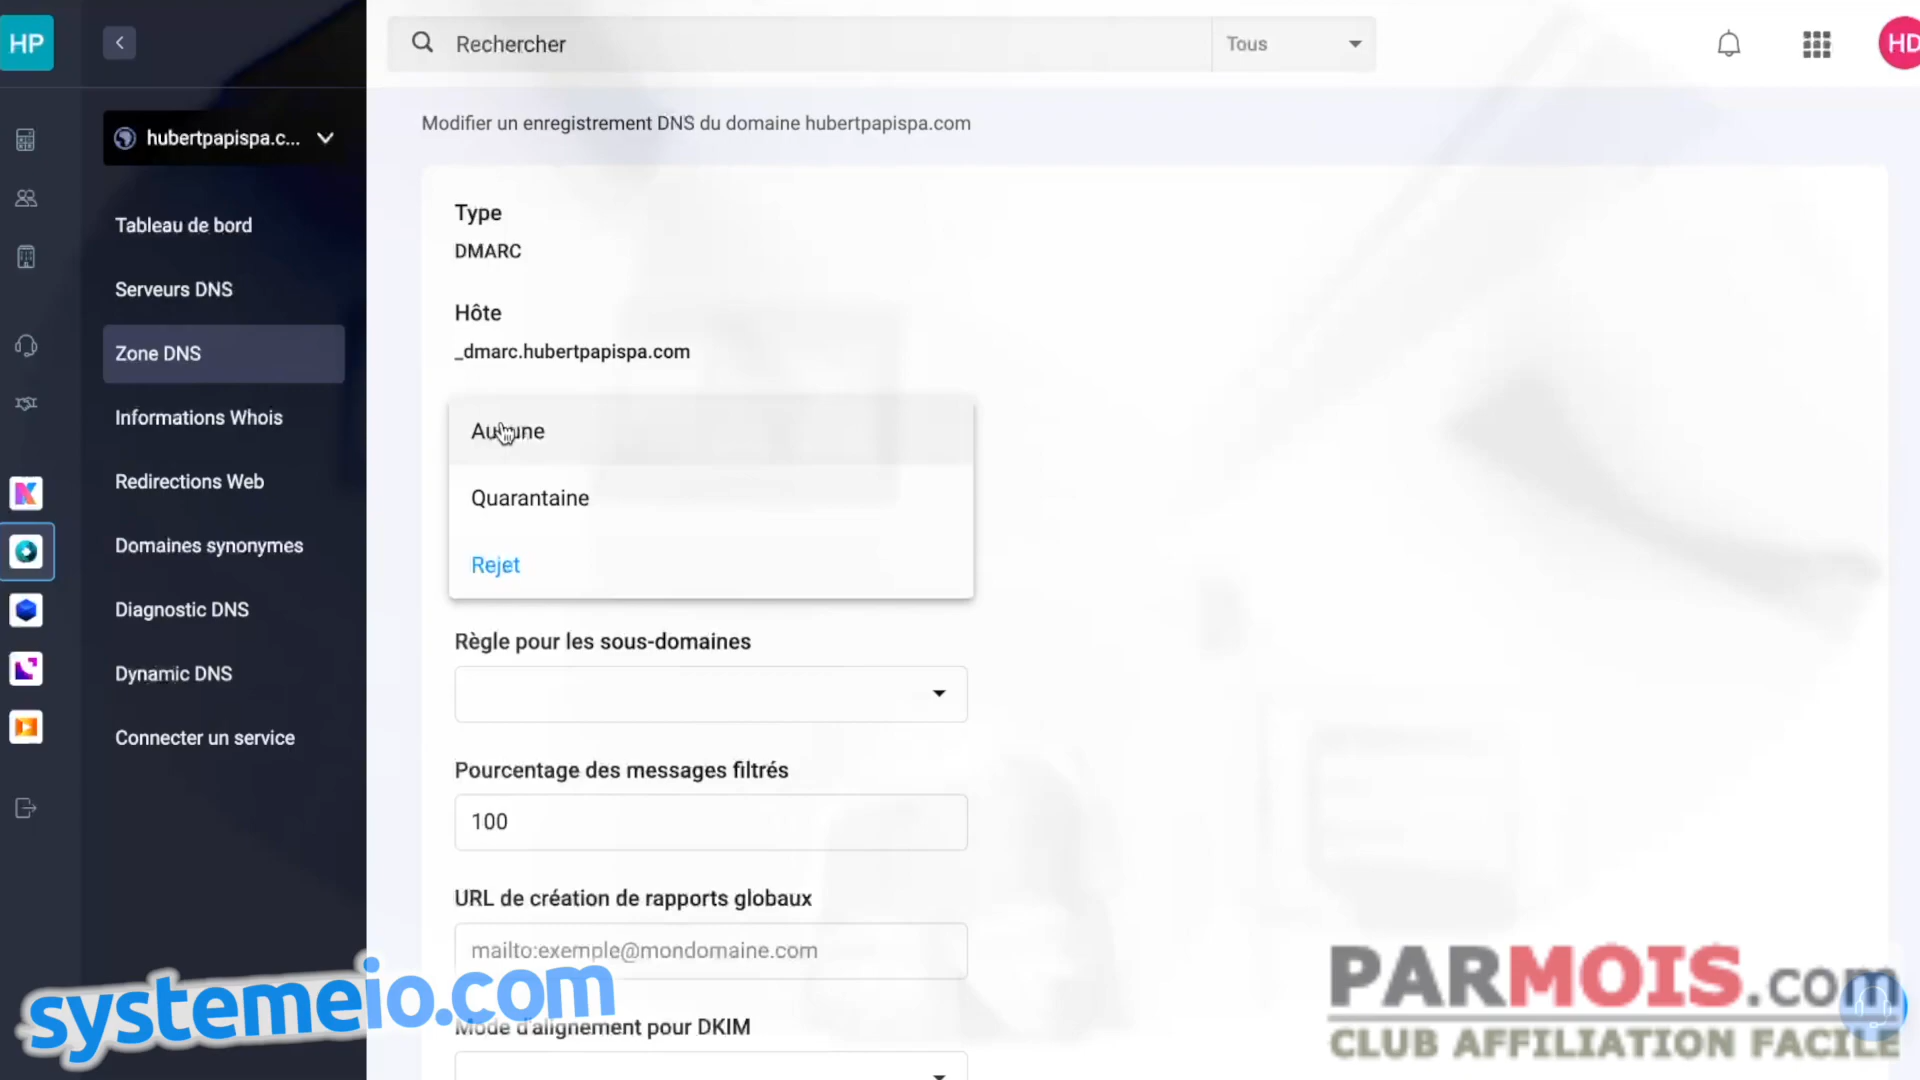 HP
Rechercher
Tous
HD
hubertpapispa.c...
Modifier un enregistrement DNS du domaine hubertpapispa.com
Tableau de bord
Serveurs DNS
Zone DNS
Informations Whois
Redirections Web
Domaines synonymes
Diagnostic DNS
Dynamic DNS
Connecter un service
Type
DMARC
Hôte
_dmarc.hubertpapispa.com
Aucune
Quarantaine
Rejet
Règle pour les sous-domaines
Pourcentage des messages filtrés
100
URL de création de rapports globaux
mailto:exemple@mondomaine.com
Mode d'alignement pour DKIM
systemeio.com
PARMOIS.com
CLUB AFFILIATION FACILE